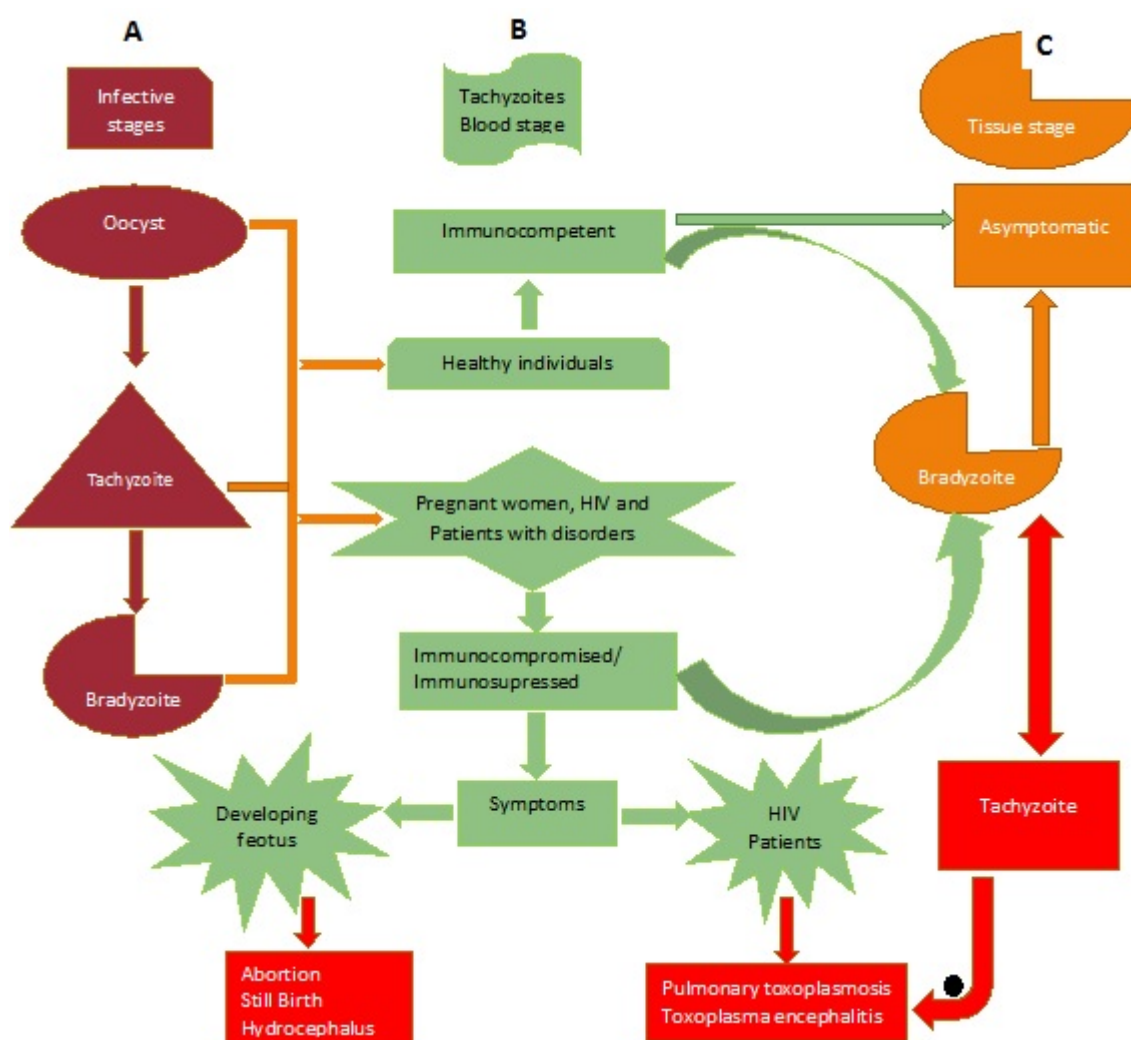 A
B
C
Infective
stages
Tachyzoites
Blood stage
Tissue stage
Oocyst
Immunocompetent
Asymptomatic
Healthy individuals
Tachyzoite
Pregnant women, HIV and
Patients with disorders
Bradyzoite
Immunocompromised/
Immunosupressed
Bradyzoite
Developing
feotus
Symptoms
HIV
Patients
Tachyzoite
Abortion
Still Birth
Hydrocephalus
Pulmonary toxoplasmosis
Toxoplasma encephalitis